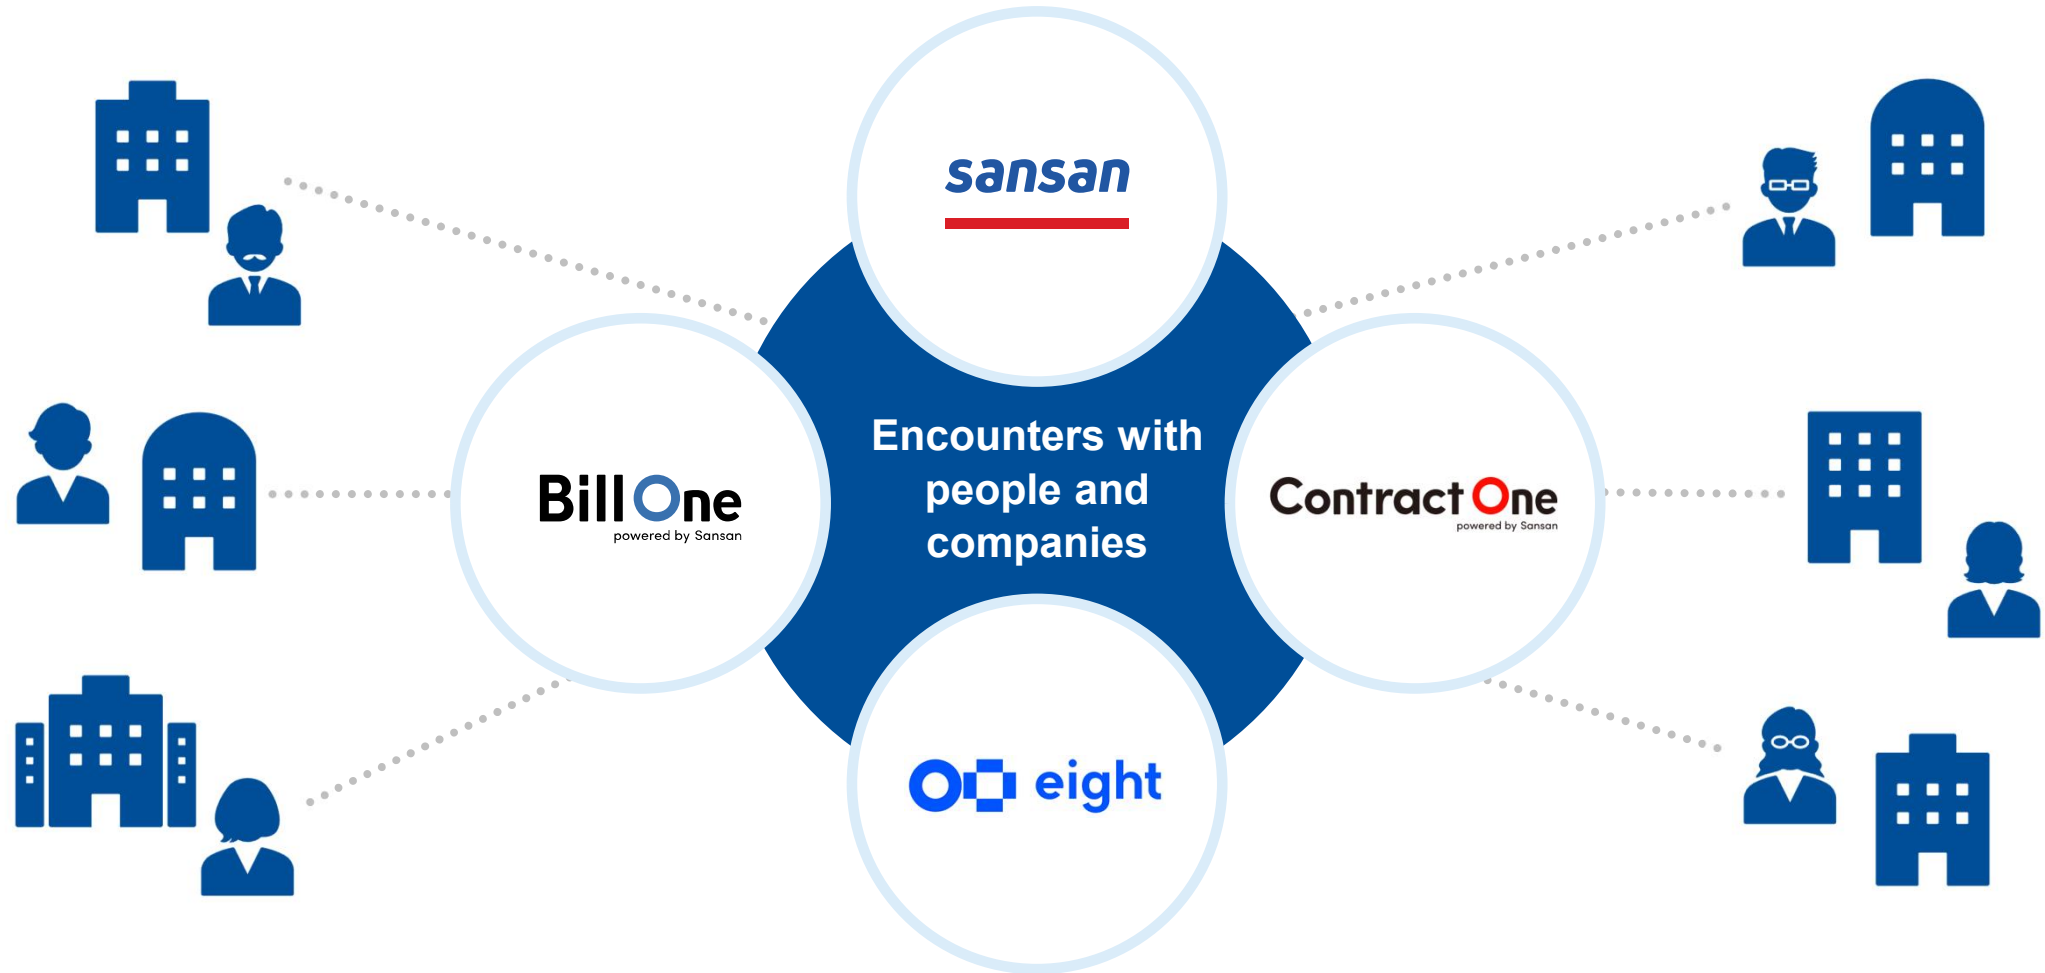 sansan
Encounters with
people and
companies
Bill One
powered by Sansan
Contract One
powered by Sansan
eight